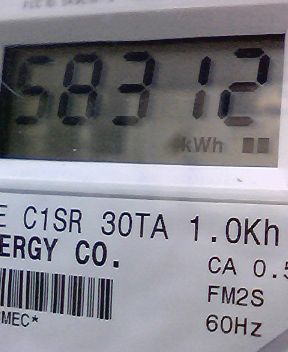 58312
kWh
E C1SR 30TA 1.0Kh
ERGY CO.
CA 0.5
FM2S
60Hz
MEC*